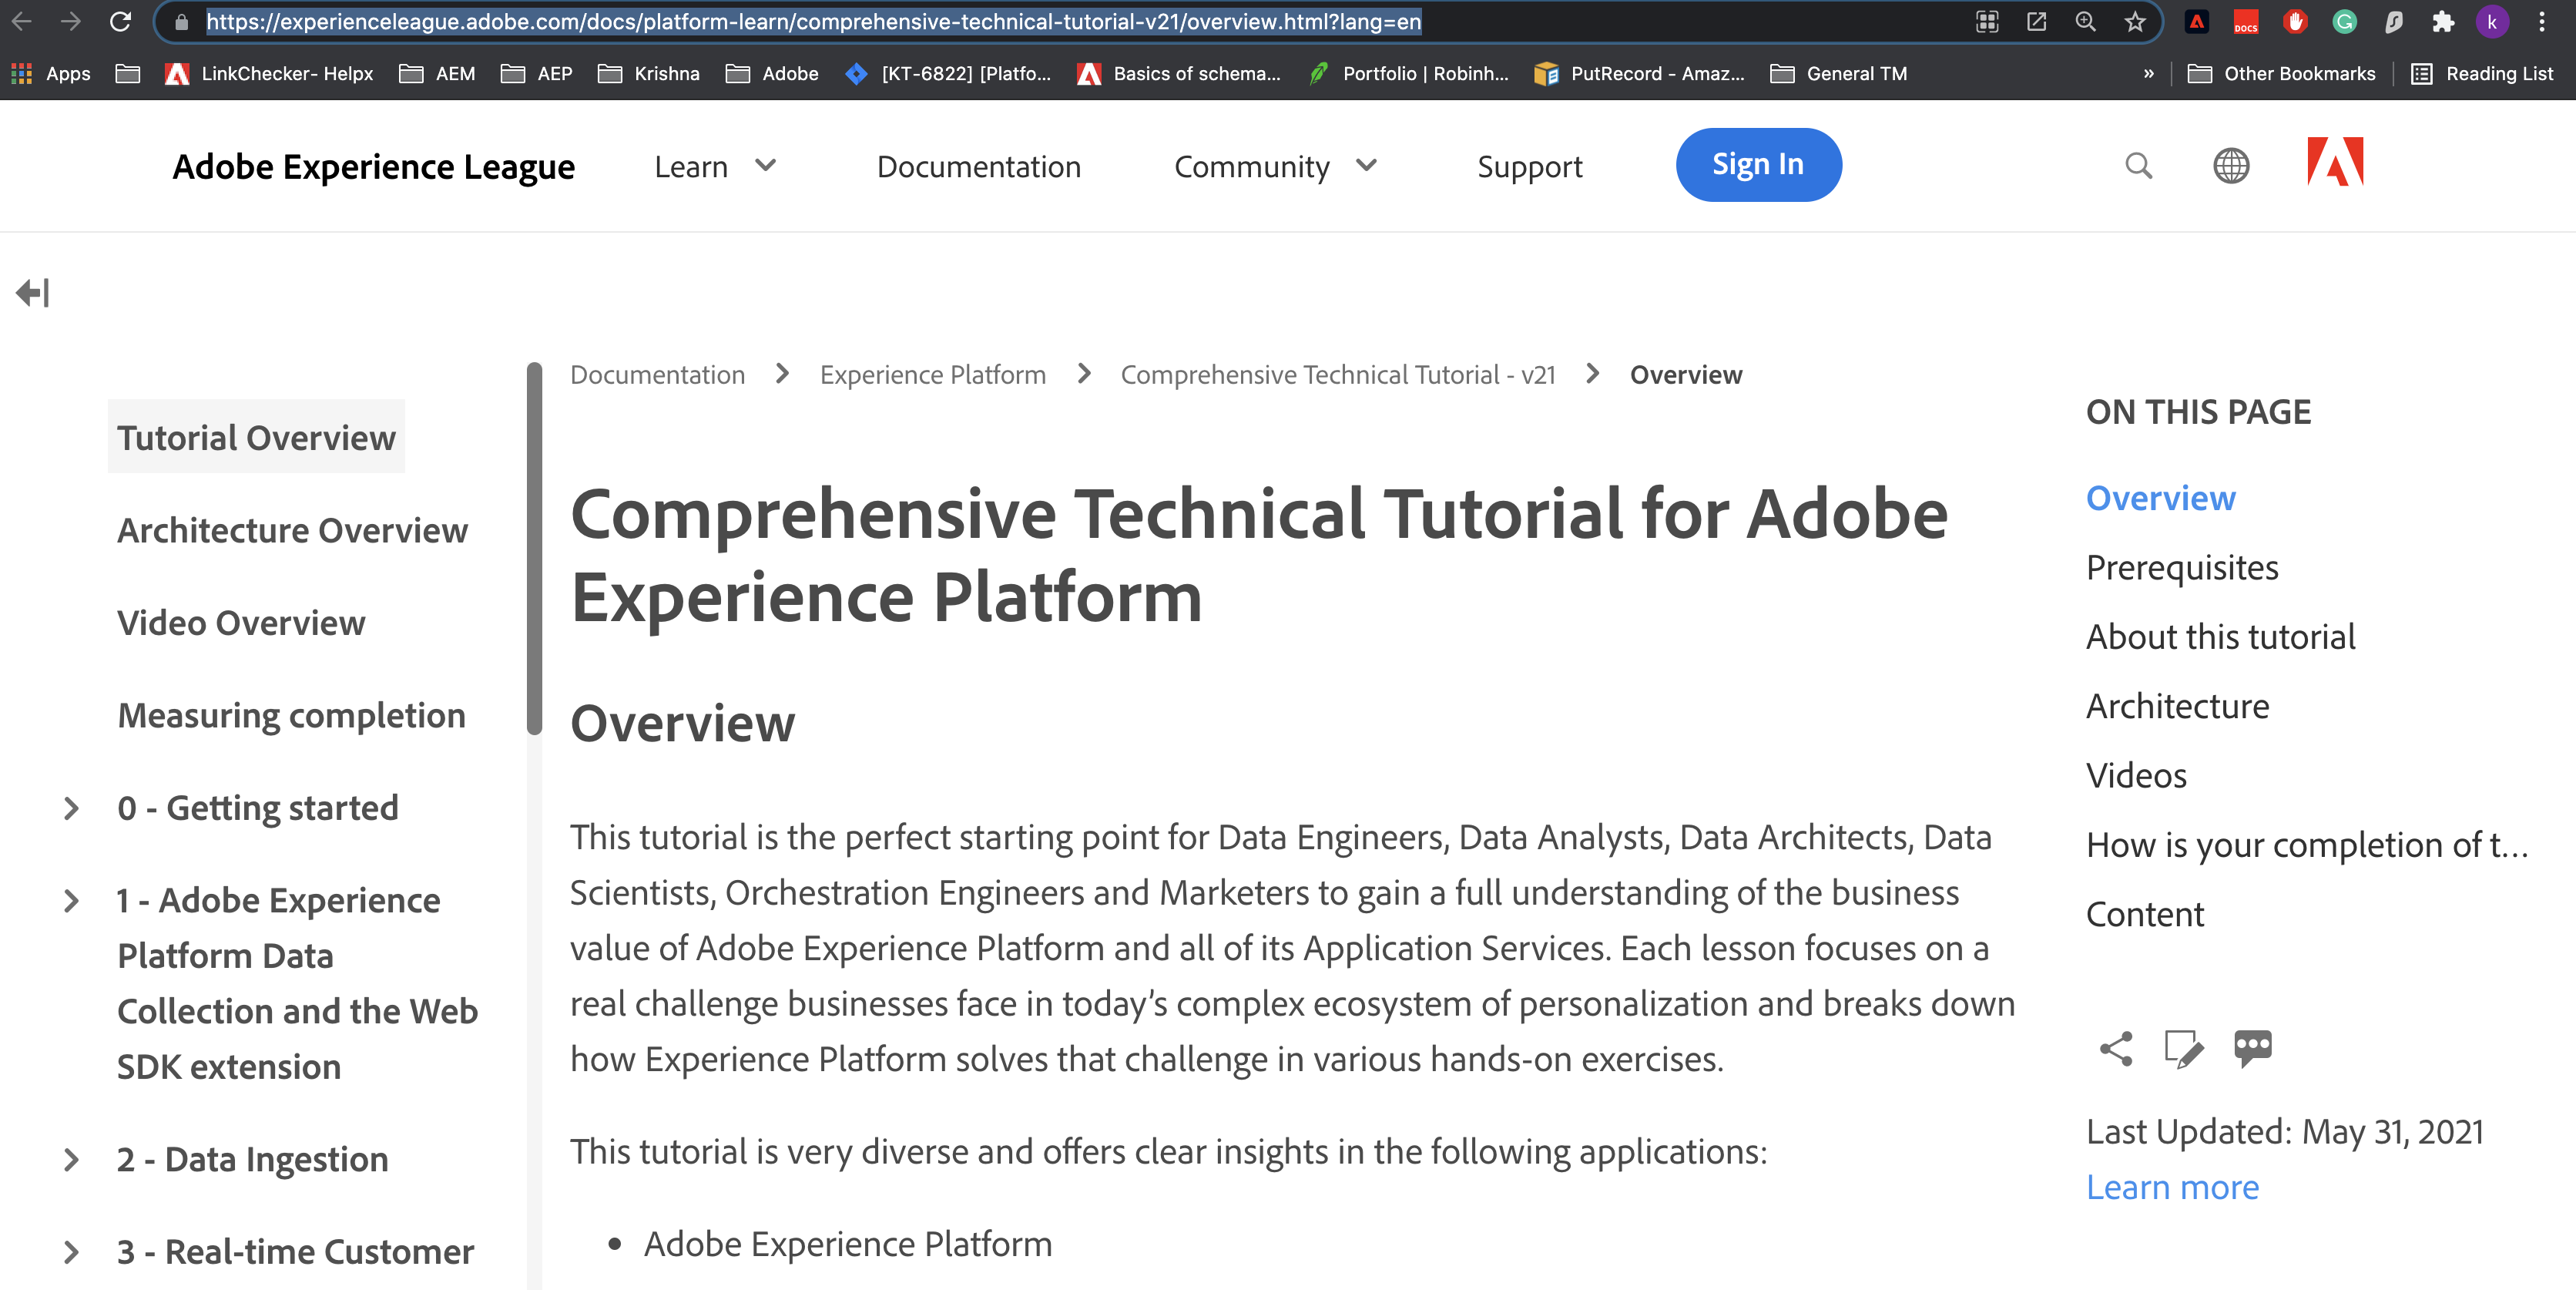 https://experienceleague.adobe.com/docs/platform-learn/comprehensive-technical-tutorial-v21/overview.html?lang=en
DOCS
k
Apps
LinkChecker- Helpx
AEM
AEP
Krishna
Adobe
[KT-6822] [Platfo...
Basics of schema...
Portfolio | Robinh...
PutRecord - Amaz...
General TM
»
Other Bookmarks
Reading List
Adobe Experience League
Learn
Documentation
Community
Support
Sign In
Tutorial Overview
Architecture Overview
Video Overview
Measuring completion
0 - Getting started
1 - Adobe Experience
Platform Data
Collection and the Web
SDK extension
2 - Data Ingestion
3 - Real-time Customer
Documentation > Experience Platform > Comprehensive Technical Tutorial - v21 > Overview
Comprehensive Technical Tutorial for Adobe
Experience Platform
Overview
This tutorial is the perfect starting point for Data Engineers, Data Analysts, Data Architects, Data
Scientists, Orchestration Engineers and Marketers to gain a full understanding of the business
value of Adobe Experience Platform and all of its Application Services. Each lesson focuses on a
real challenge businesses face in today’s complex ecosystem of personalization and breaks down
how Experience Platform solves that challenge in various hands-on exercises.
This tutorial is very diverse and offers clear insights in the following applications:
• Adobe Experience Platform
ON THIS PAGE
Overview
Prerequisites
About this tutorial
Architecture
Videos
How is your completion of t...
Content
Last Updated: May 31, 2021
Learn more